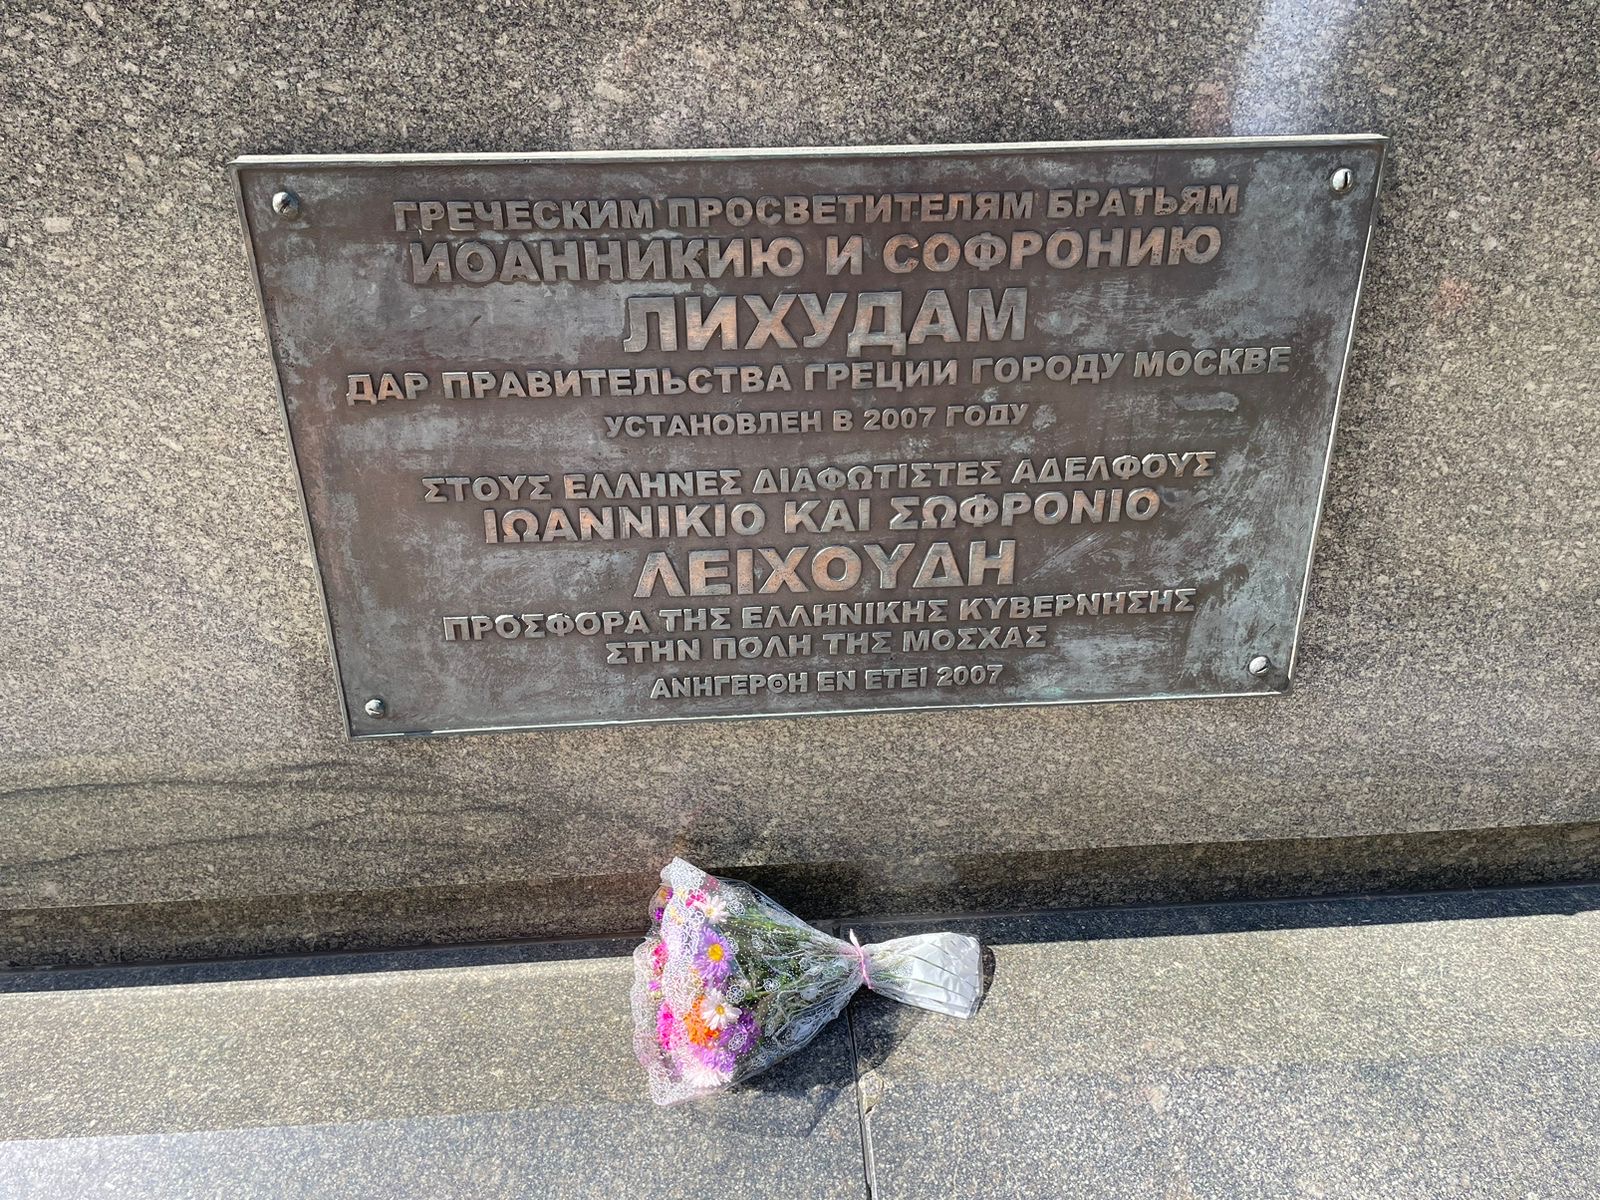 ГРЕЧЕСКИМ ПРОСВЕТИТЕЛЯМ БРАТЬЯМ
ИОАННИКИЮ И СОФРОНИЮ
ЛИХУДАМ
ДАР ПРАВИТЕЛЬСТВА ГРЕЦИИ ГОРОДУ МОСКВЕ
УСТАНОВЛЕН В 2007 ГОДУ
ΣΤΟΥΣ ΕΛΛΗΝΕΣ ΔΙΑΦΩΤΙΣΤΕΣ ΑΔΕΛΦΟΥΣ
ΙΩΑΝΝΙΚΙΟ ΚΑΙ ΣΩΦΡΟΝΙΟ
ΛΕΙΧΟΥΔΗ
ΠΡΟΣΦΟΡΑ ΤΗΣ ΕΛΛΗΝΙΚΗΣ ΚΥΒΕΡΝΗΣΗΣ
ΣΤΗΝ ΠΟΛΗ ΤΗΣ ΜΟΣΧΑΣ
ΑΝΗΓΕΡΘΗ ΕΝ ΕΤΕΙ 2007